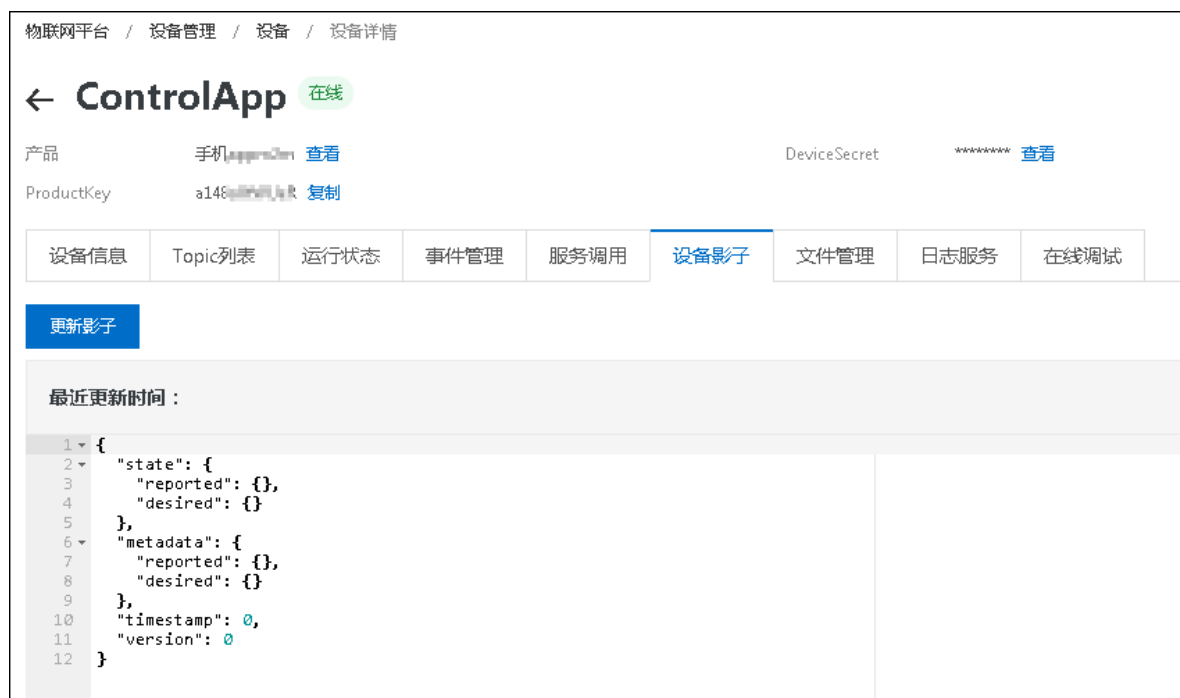 物联网平台 / 设备管理 / 设备 / 设备详情
← ControlApp 在线
产品 手机 查看 DeviceSecret ******** 查看
ProductKey a148 复制
设备信息 Topic列表 运行状态 事件管理 服务调用 设备影子 文件管理 日志服务 在线调试
更新影子
最近更新时间：
1 {
2 "state": {
3 "reported": {},
4 "desired": {}
5 },
6 "metadata": {
7 "reported": {},
8 "desired": {}
9 },
10 "timestamp": 0,
11 "version": 0
12 }